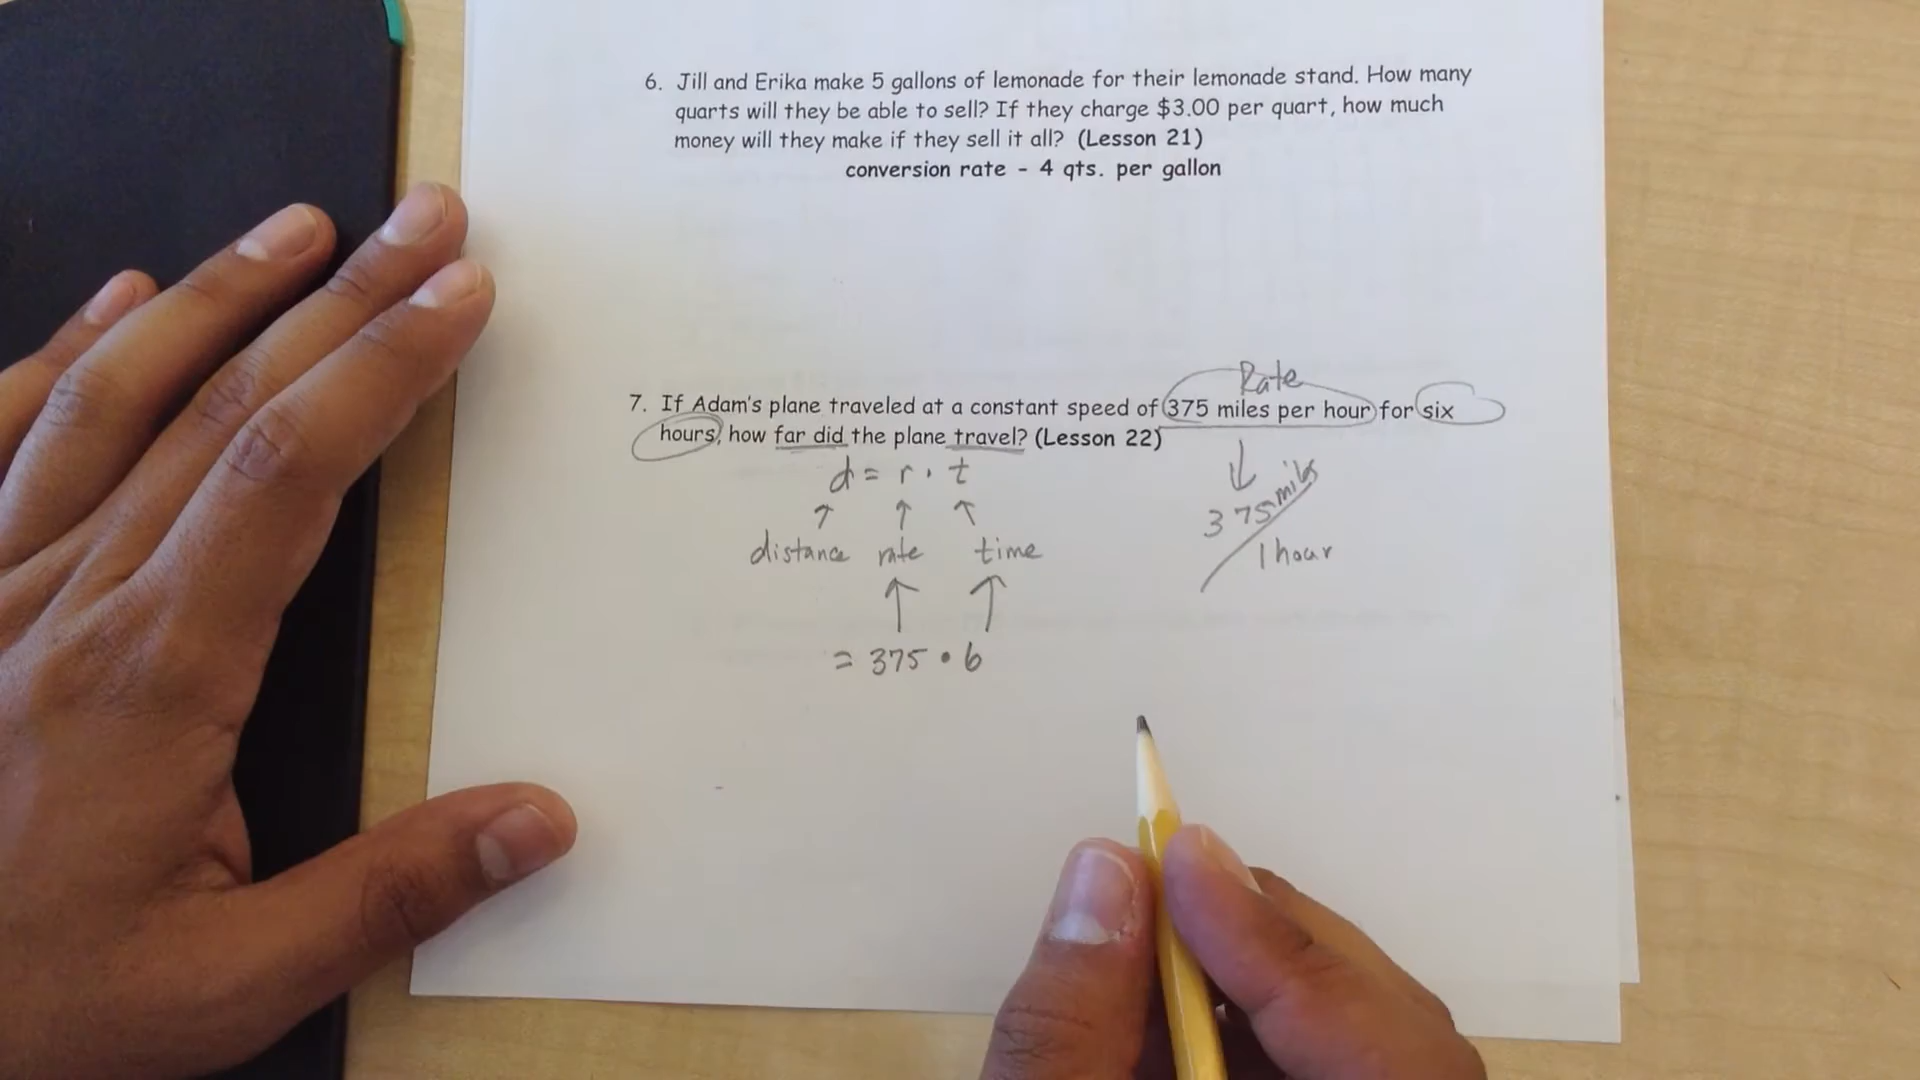 6. Jill and Erika make 5 gallons of lemonade for their lemonade stand. How many
quarts will they be able to sell? If they charge $3.00 per quart, how much
money will they make if they sell it all? (Lesson 21)
conversion rate - 4 qts. per gallon
Rate
7. If Adam's plane traveled at a constant speed of 375 miles per hour for six
hours, how far did the plane travel? (Lesson 22)
d = r · t
distance rate time
= 375 · 6
375 miles
1 hour